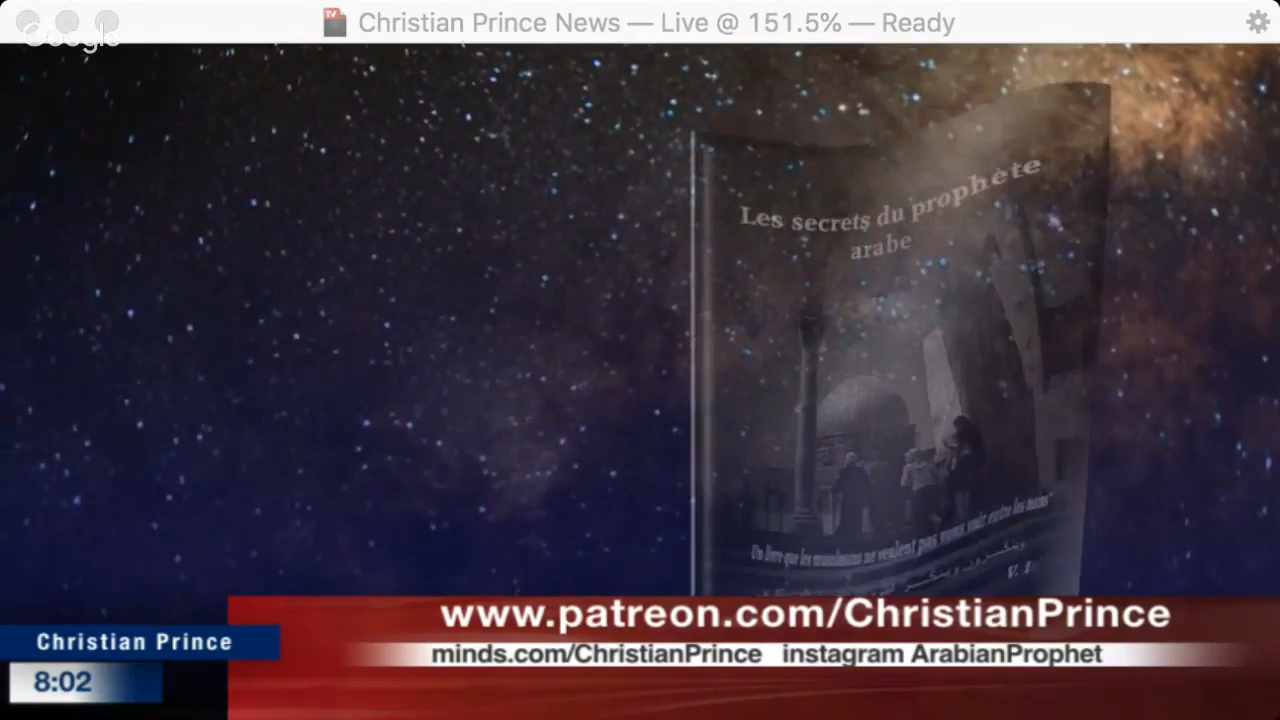 Christian Prince News — Live @ 151.5% — Ready
Google
Les secrets du prophète
arabe
Un livre que les musulmans ne veulent pas vous voir entre les mains"
V. 1
www.patreon.com/ChristianPrince
Christian Prince
minds.com/ChristianPrince instagram ArabianProphet
8:02